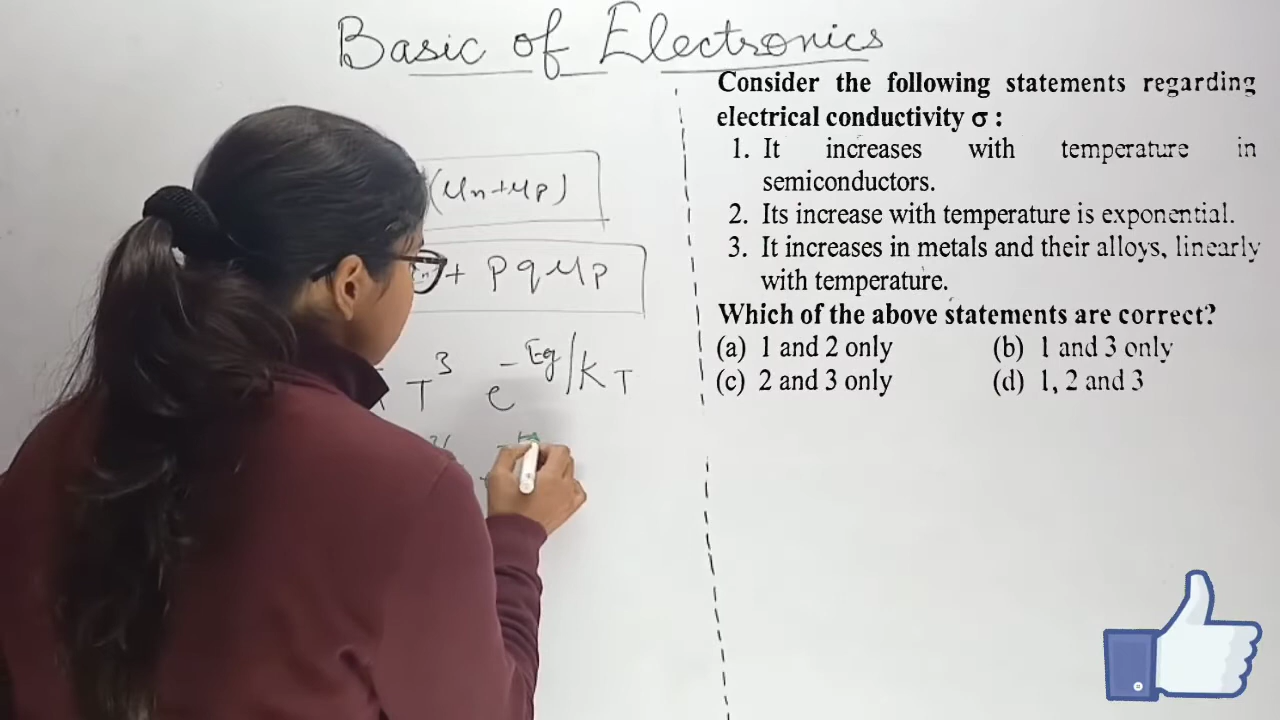 Basic of Electronics
(μn+μp)
+ pqμp
T³ e^-Eg/KT
Consider the following statements regarding
electrical conductivity σ :
1. It increases with temperature in
semiconductors.
2. Its increase with temperature is exponential.
3. It increases in metals and their alloys, linearly
with temperature.
Which of the above statements are correct?
(a) 1 and 2 only (b) 1 and 3 only
(c) 2 and 3 only (d) 1, 2 and 3